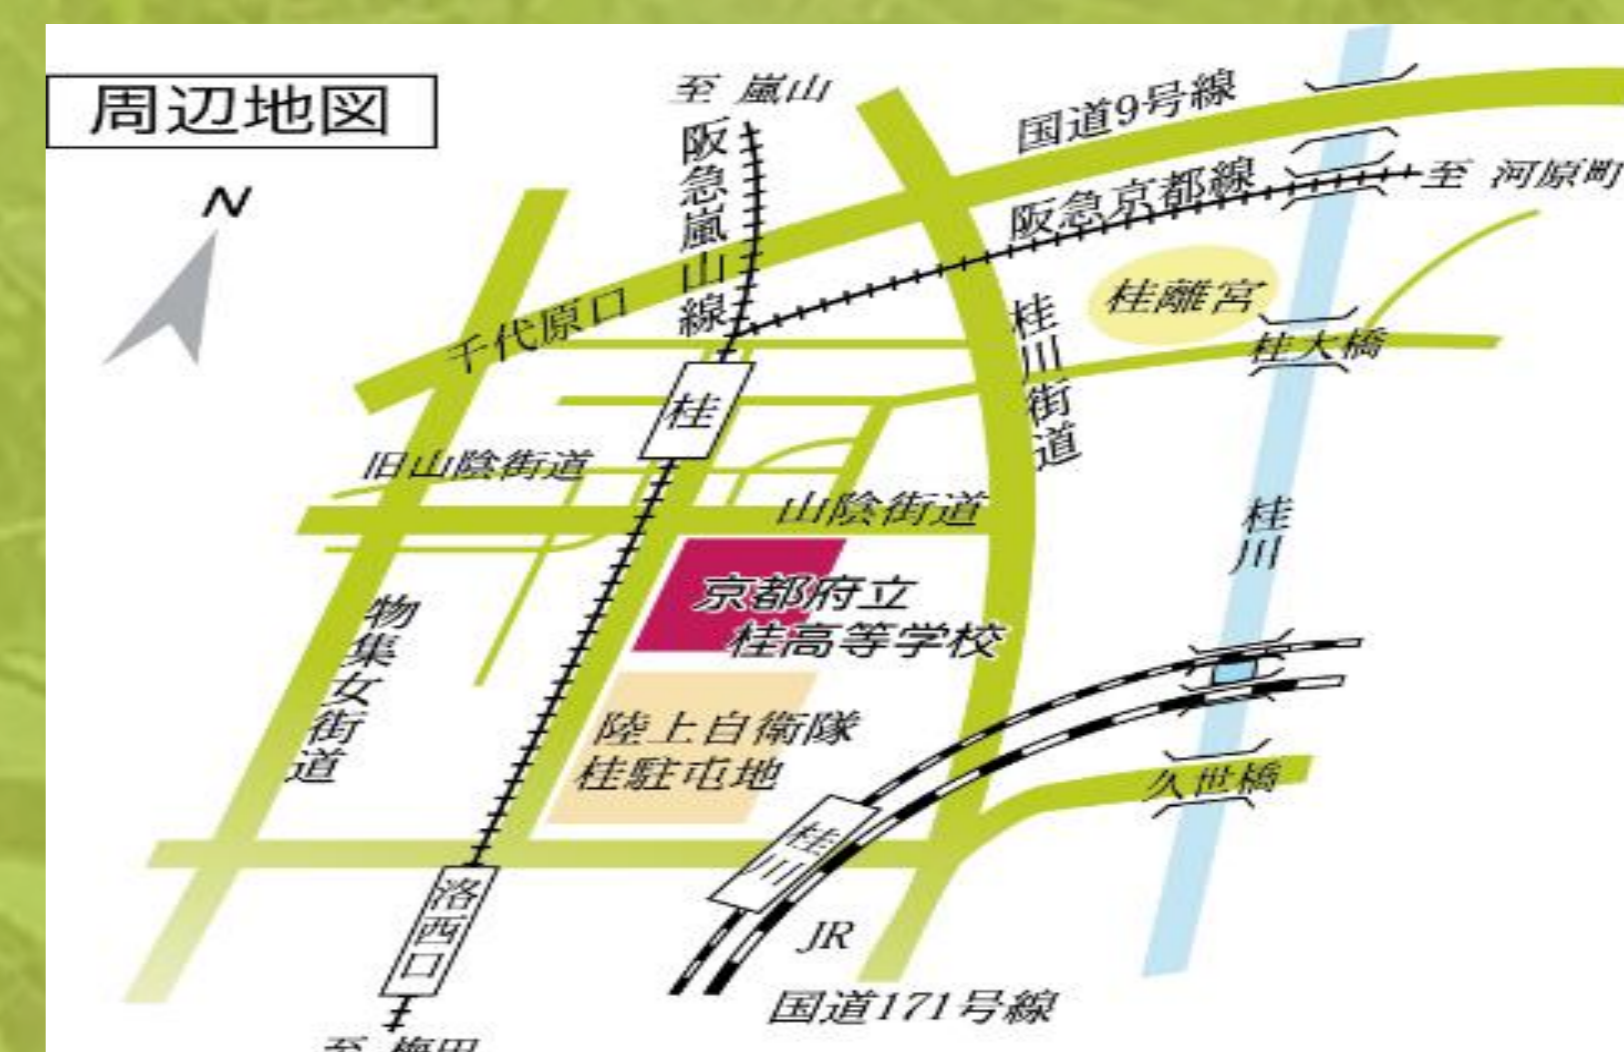 周辺地図
N
至 嵐山
阪急嵐山線
国道9号線
阪急京都線
至 河原町
千代原口
桂離宮
桂川街道
桂大橋
桂
旧山陰街道
山陰街道
桂川
京都府立
桂高等学校
物集女街道
陸上自衛隊
桂駐屯地
久世橋
桂川
洛西口
JR
国道171号線
至 梅田